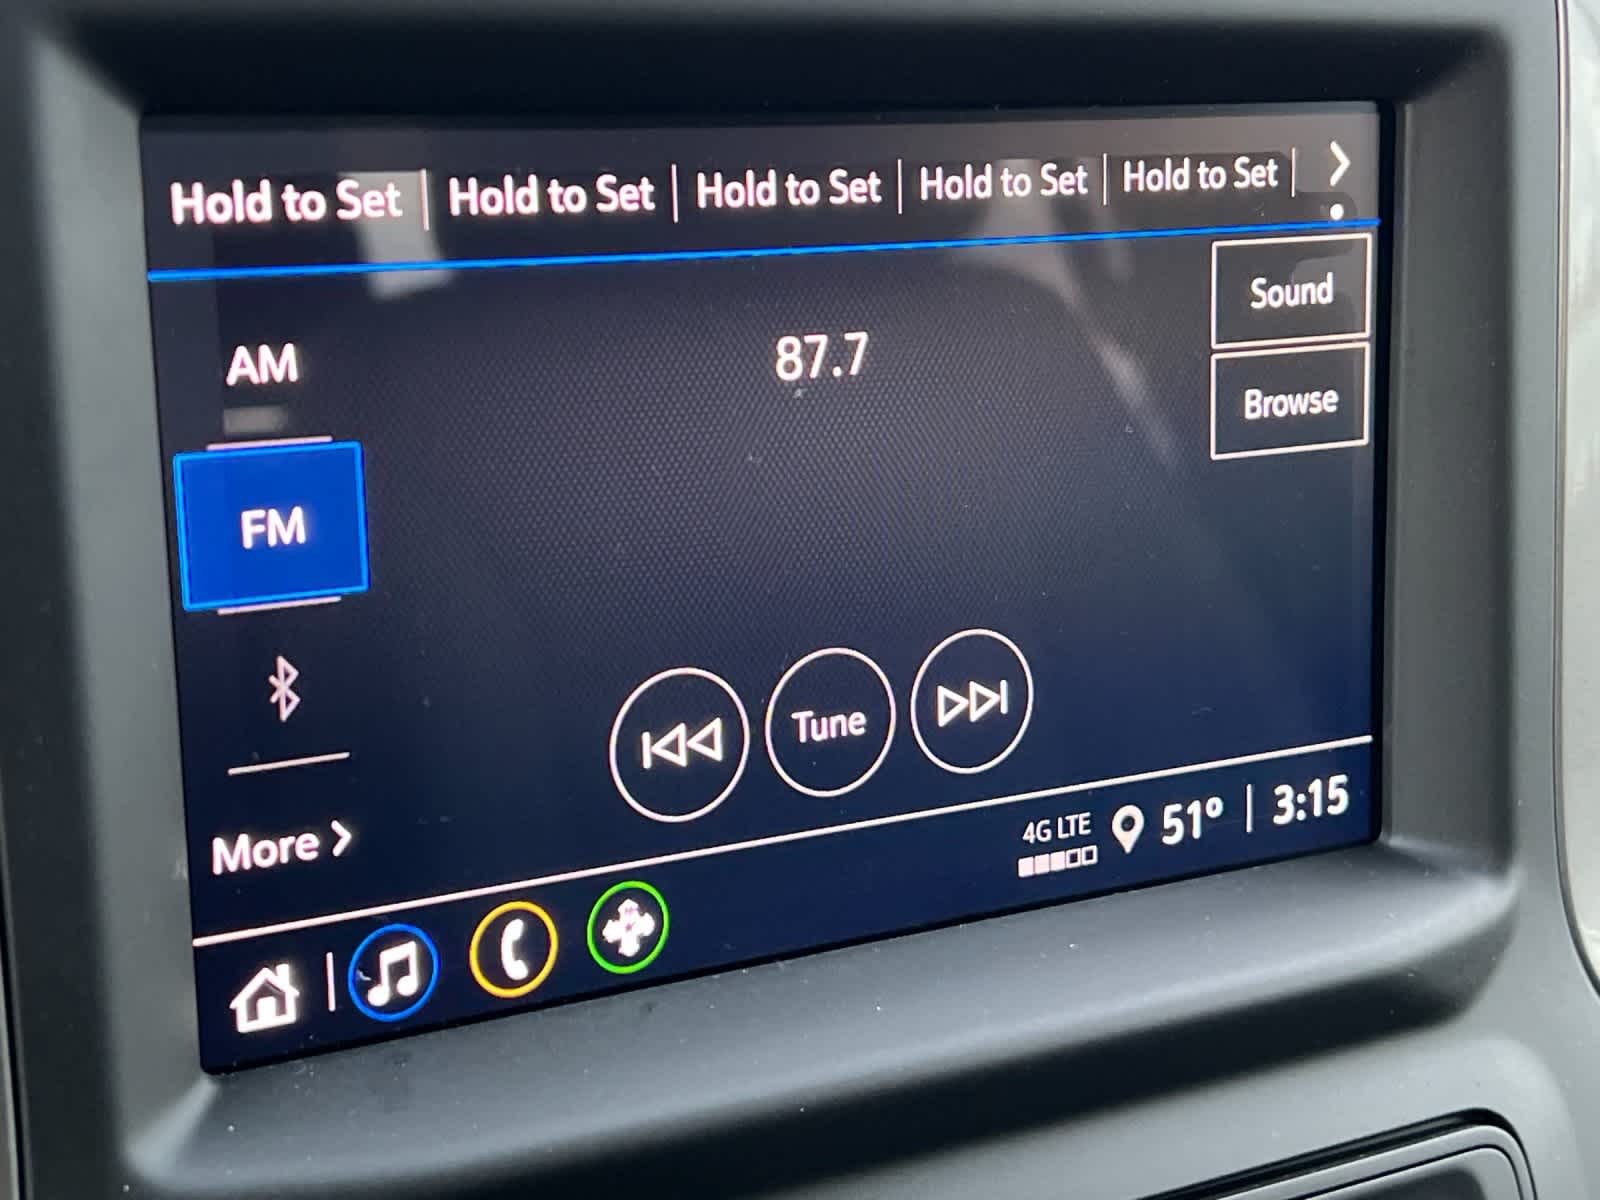 Hold to Set Hold to Set Hold to Set Hold to Set Hold to Set
Sound
AM
87.7
Browse
FM
Tune
More
4G LTE 51° 3:15